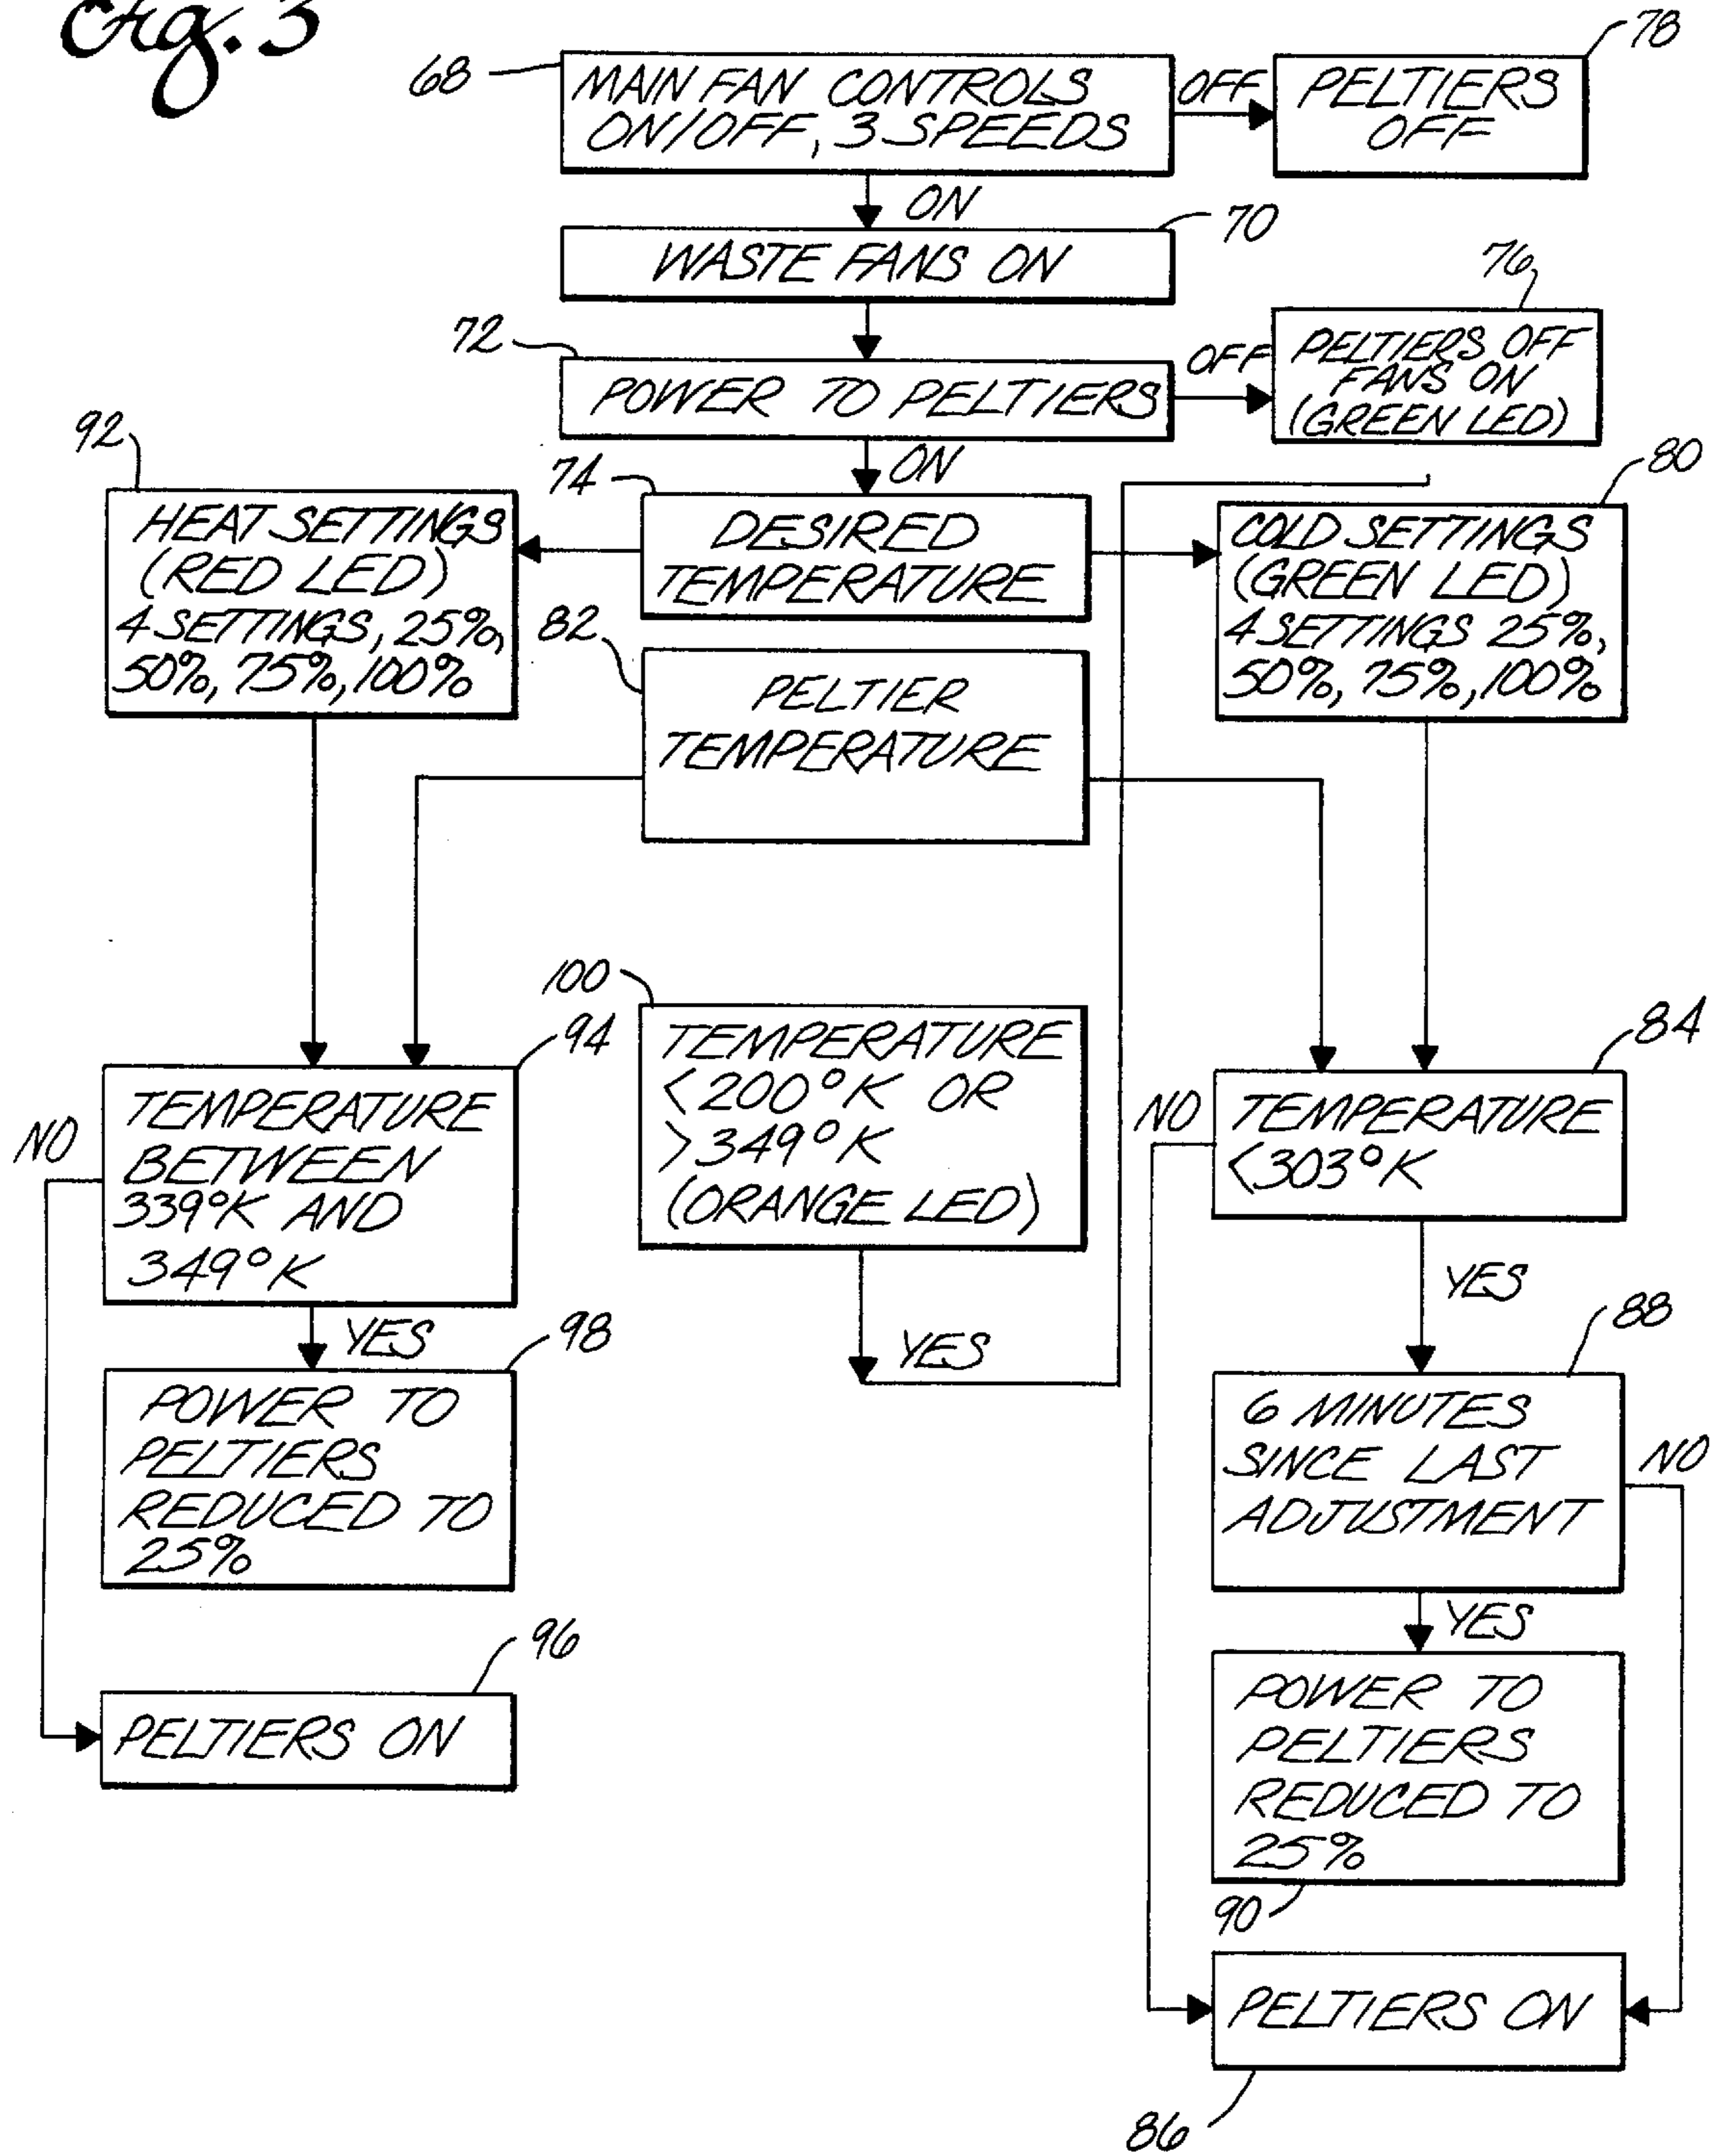 Fig. 3
68
MAIN FAN CONTROLS
ON/OFF, 3 SPEEDS
OFF
78
PELTIERS
OFF
ON
70
WASTE FANS ON
72
POWER TO PELTIERS
OFF
76
PELTIERS OFF
FANS ON
(GREEN LED)
ON
92
HEAT SETTINGS
(RED LED)
4 SETTINGS, 25%,
50%, 75%, 100%
74
DESIRED
TEMPERATURE
80
COLD SETTINGS
(GREEN LED)
4 SETTINGS 25%,
50%, 75%, 100%
82
PELTIER
TEMPERATURE
94
NO
TEMPERATURE
BETWEEN
339°K AND
349°K
100
TEMPERATURE
<200°K OR
>349°K
(ORANGE LED)
YES
84
NO
TEMPERATURE
<303°K
YES
YES
98
POWER TO
PELTIERS
REDUCED TO
25%
88
6 MINUTES
SINCE LAST
ADJUSTMENT
NO
YES
96
PELTIERS ON
POWER TO
PELTIERS
REDUCED TO
25%
90
PELTIERS ON
86